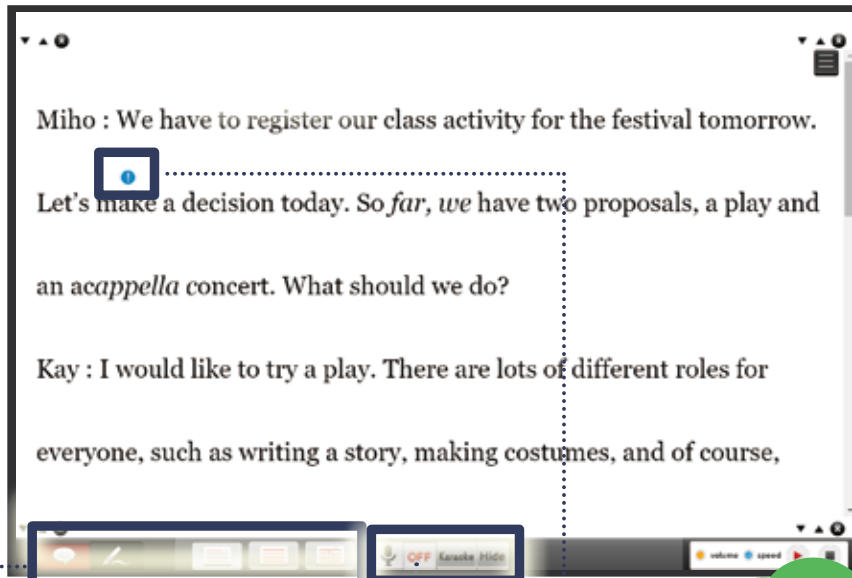 Miho : We have to register our class activity for the festival tomorrow.
Let's make a decision today. So far, we have two proposals, a play and
an acappella concert. What should we do?
Kay : I would like to try a play. There are lots of different roles for
everyone, such as writing a story, making costumes, and of course,
OFF Karaoke Hide
volume speed